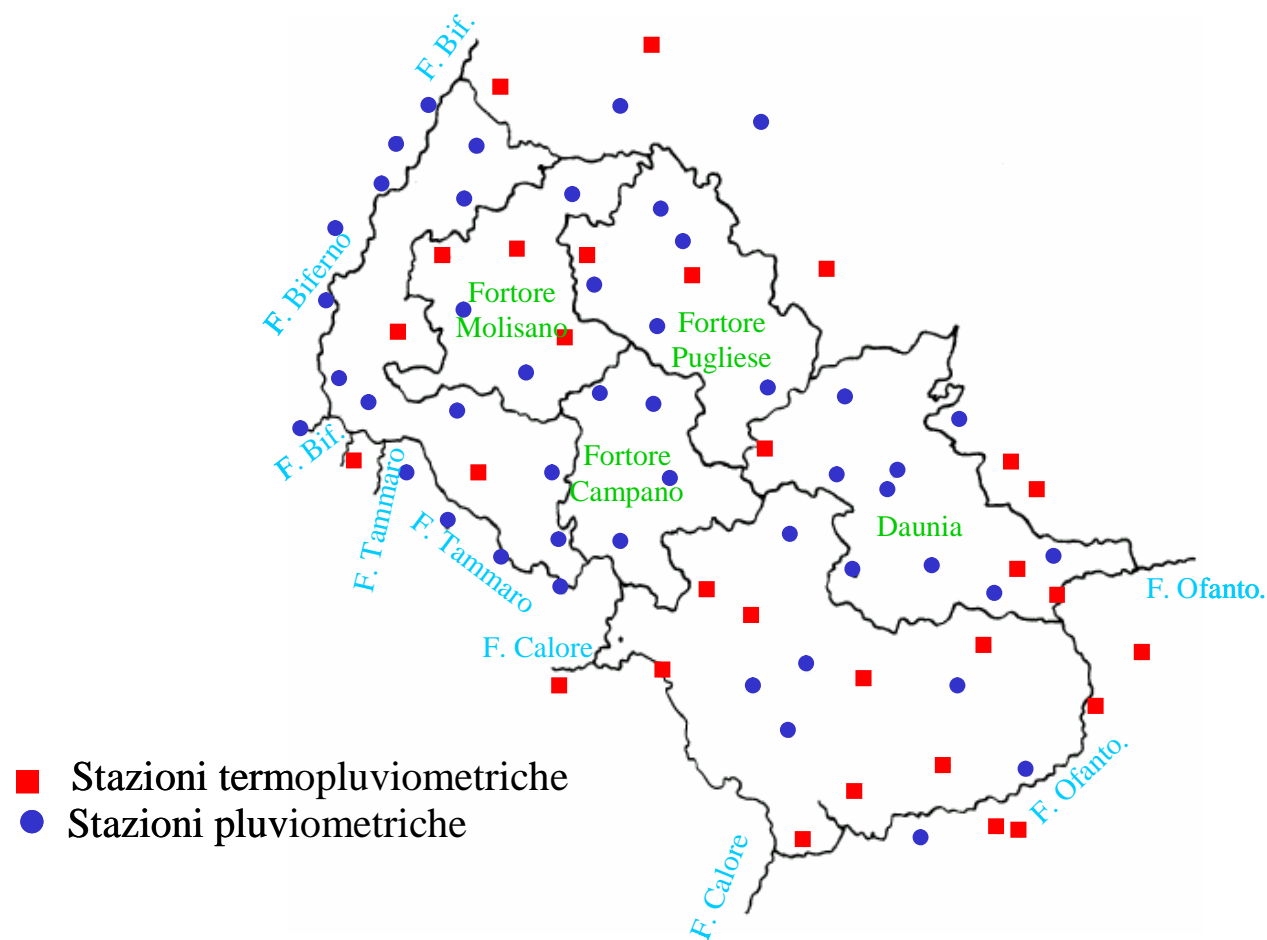 F. Bif.
F. Biferno
Fortore
Molisano
Fortore
Pugliese
F. Bif.
F. Tammaro
F. Tammaro
Fortore
Campano
Daunia
F. Ofanto.
F. Calore
Stazioni termopluviometriche
Stazioni pluviometriche
F. Ofanto.
F. Calore